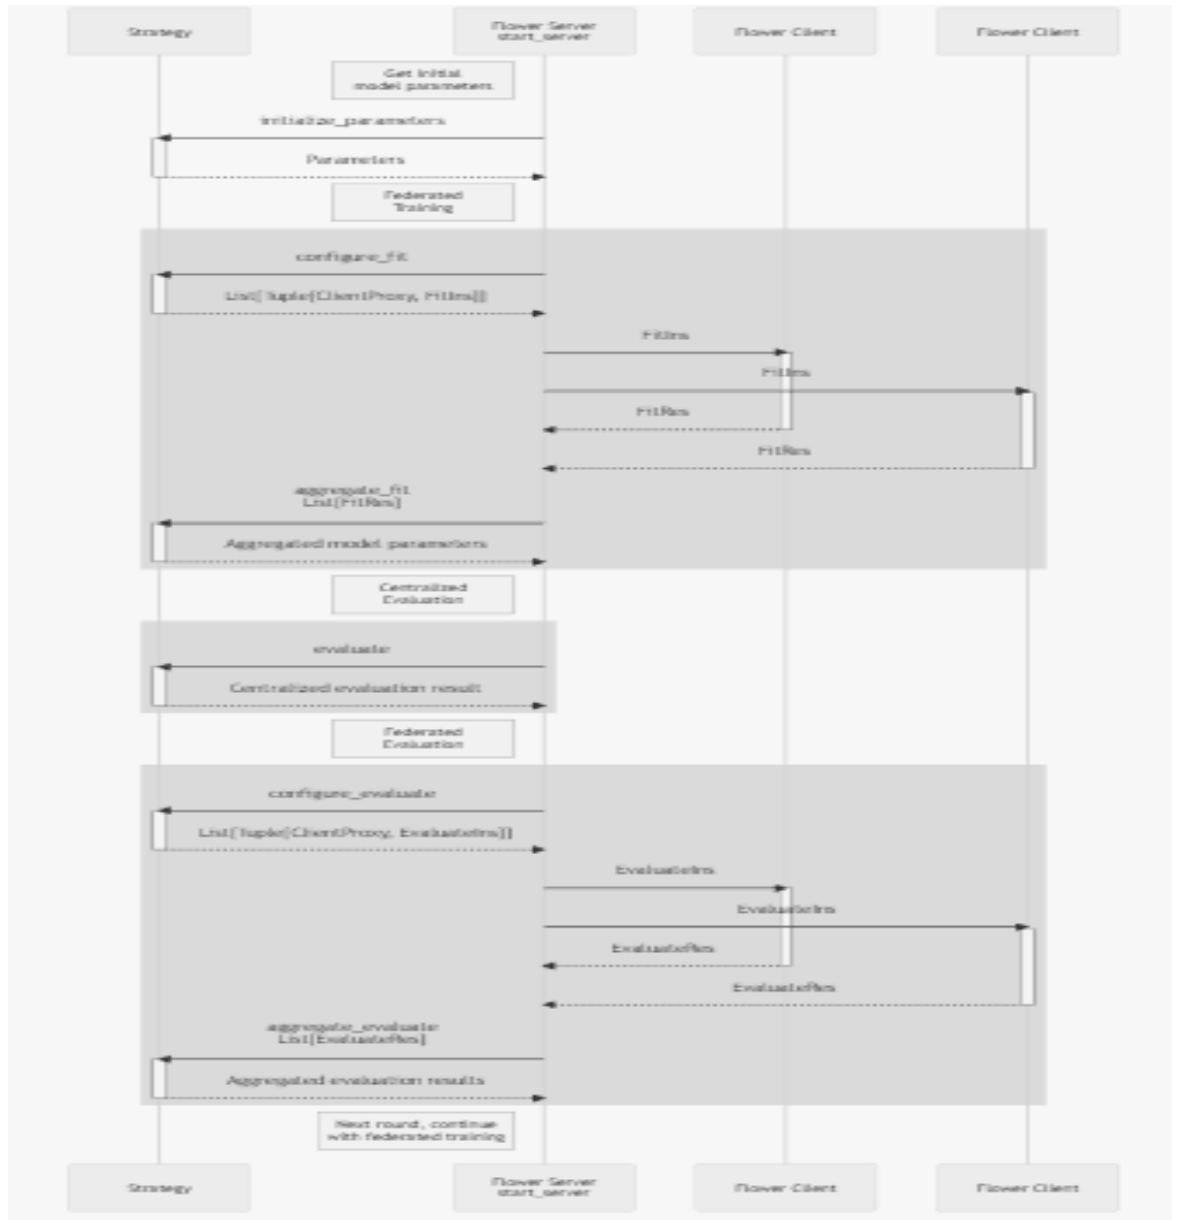 Strategy
Flower Server
start_server
Flower Client
Flower Client
Get initial
model parameters
initialize_parameters
Parameters
Federated
Training
configure_fit
List[Tuple[ClientProxy, FitIns]]
FitIns
FitIns
FitRes
FitRes
aggregate_fit
List[FitRes]
Aggregated model parameters
Centralized
Evaluation
evaluate
Centralized evaluation result
Federated
Evaluation
configure_evaluate
List[Tuple[ClientProxy, EvaluateIns]]
EvaluateIns
EvaluateIns
EvaluateRes
EvaluateRes
aggregate_evaluate
List[EvaluateRes]
Aggregated evaluation results
Next round, continue
with federated training
Strategy
Flower Server
start_server
Flower Client
Flower Client